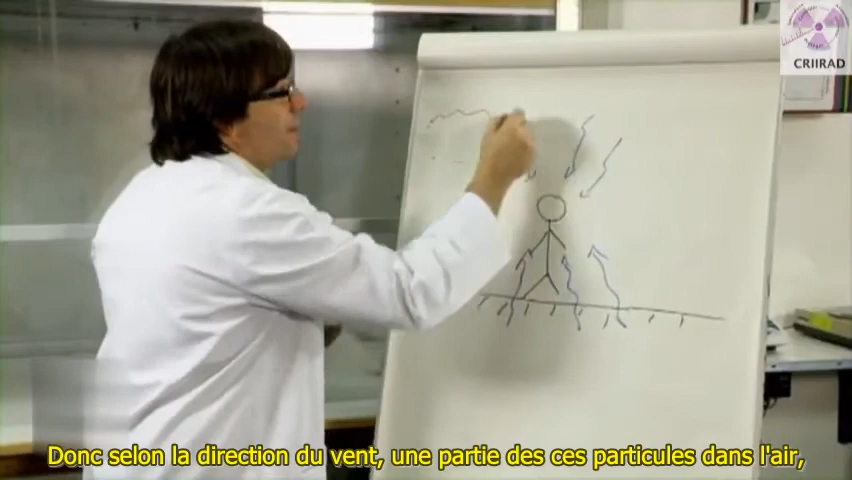 CRIIRAD
Donc selon la direction du vent, une partie des ces particules dans l'air,